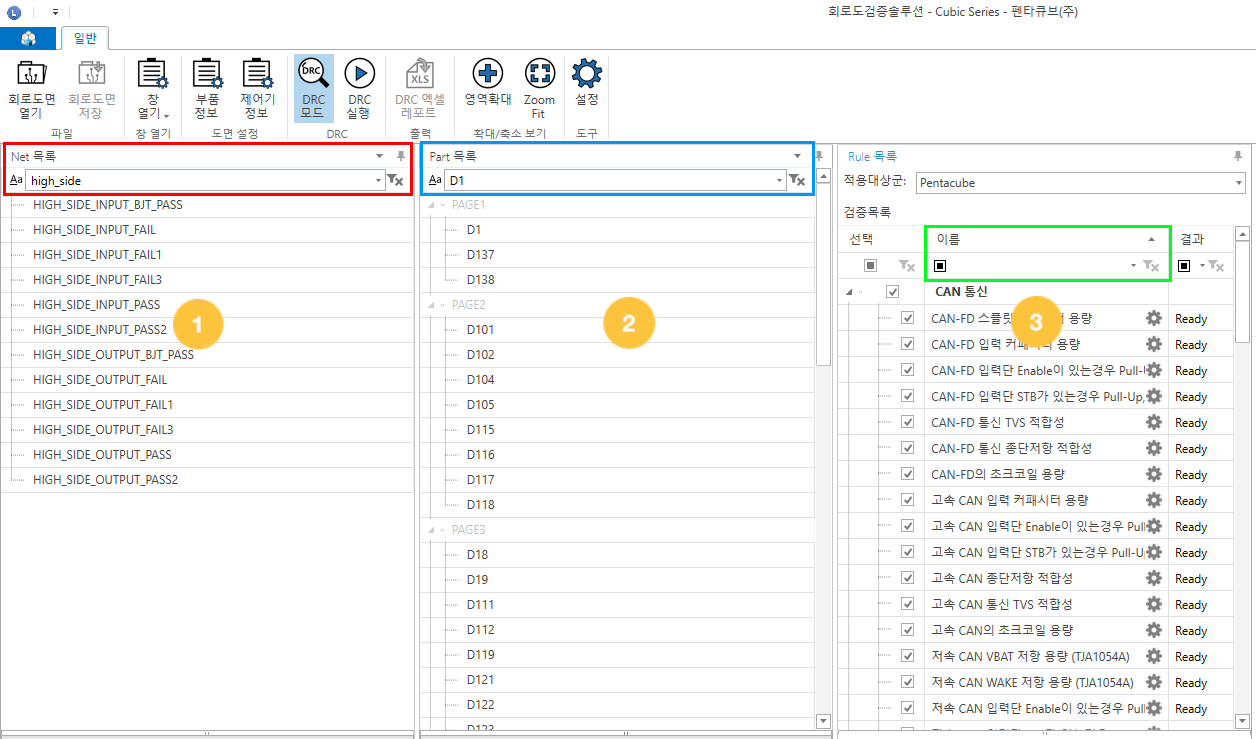 회로도검증솔루션 - Cubic Series - 펜타큐브(주)
L
일반
회로도면 열기
회로도면 저장
창 열기
부품 정보
제어기 정보
DRC
DRC 모드
DRC 실행
XLS
DRC 엑셀 레포트
영역확대
Zoom Fit
설정
파일
창 열기
도면 설정
DRC
출력
확대/축소 보기
도구
Net 목록
Aa high_side
HIGH_SIDE_INPUT_BJT_PASS
HIGH_SIDE_INPUT_FAIL
HIGH_SIDE_INPUT_FAIL1
HIGH_SIDE_INPUT_FAIL3
HIGH_SIDE_INPUT_PASS
HIGH_SIDE_INPUT_PASS2
HIGH_SIDE_OUTPUT_BJT_PASS
HIGH_SIDE_OUTPUT_FAIL
HIGH_SIDE_OUTPUT_FAIL1
HIGH_SIDE_OUTPUT_FAIL3
HIGH_SIDE_OUTPUT_PASS
HIGH_SIDE_OUTPUT_PASS2
1
Part 목록
Aa D1
PAGE1
D1
D137
D138
PAGE2
D101
D102
D104
D105
D115
D116
D117
D118
PAGE3
D18
D19
D111
D112
D119
D121
D122
D123
2
Rule 목록
적용대상군: Pentacube
검증목록
선택 이름 결과
CAN 통신
CAN-FD 스플릿 용량 Ready
CAN-FD 입력 커패시터 용량 Ready
CAN-FD 입력단 Enable이 있는경우 Pull- Ready
CAN-FD 입력단 STB가 있는경우 Pull-Up, Ready
CAN-FD 통신 TVS 적합성 Ready
CAN-FD 통신 종단저항 적합성 Ready
CAN-FD의 초크코일 용량 Ready
고속 CAN 입력 커패시터 용량 Ready
고속 CAN 입력단 Enable이 있는경우 Pull Ready
고속 CAN 입력단 STB가 있는경우 Pull-U Ready
고속 CAN 종단저항 적합성 Ready
고속 CAN 통신 TVS 적합성 Ready
고속 CAN의 초크코일 용량 Ready
저속 CAN VBAT 저항 용량 (TJA1054A) Ready
저속 CAN WAKE 저항 용량 (TJA1054A) Ready
저속 CAN 입력단 Enable이 있는경우 Pull Ready
3